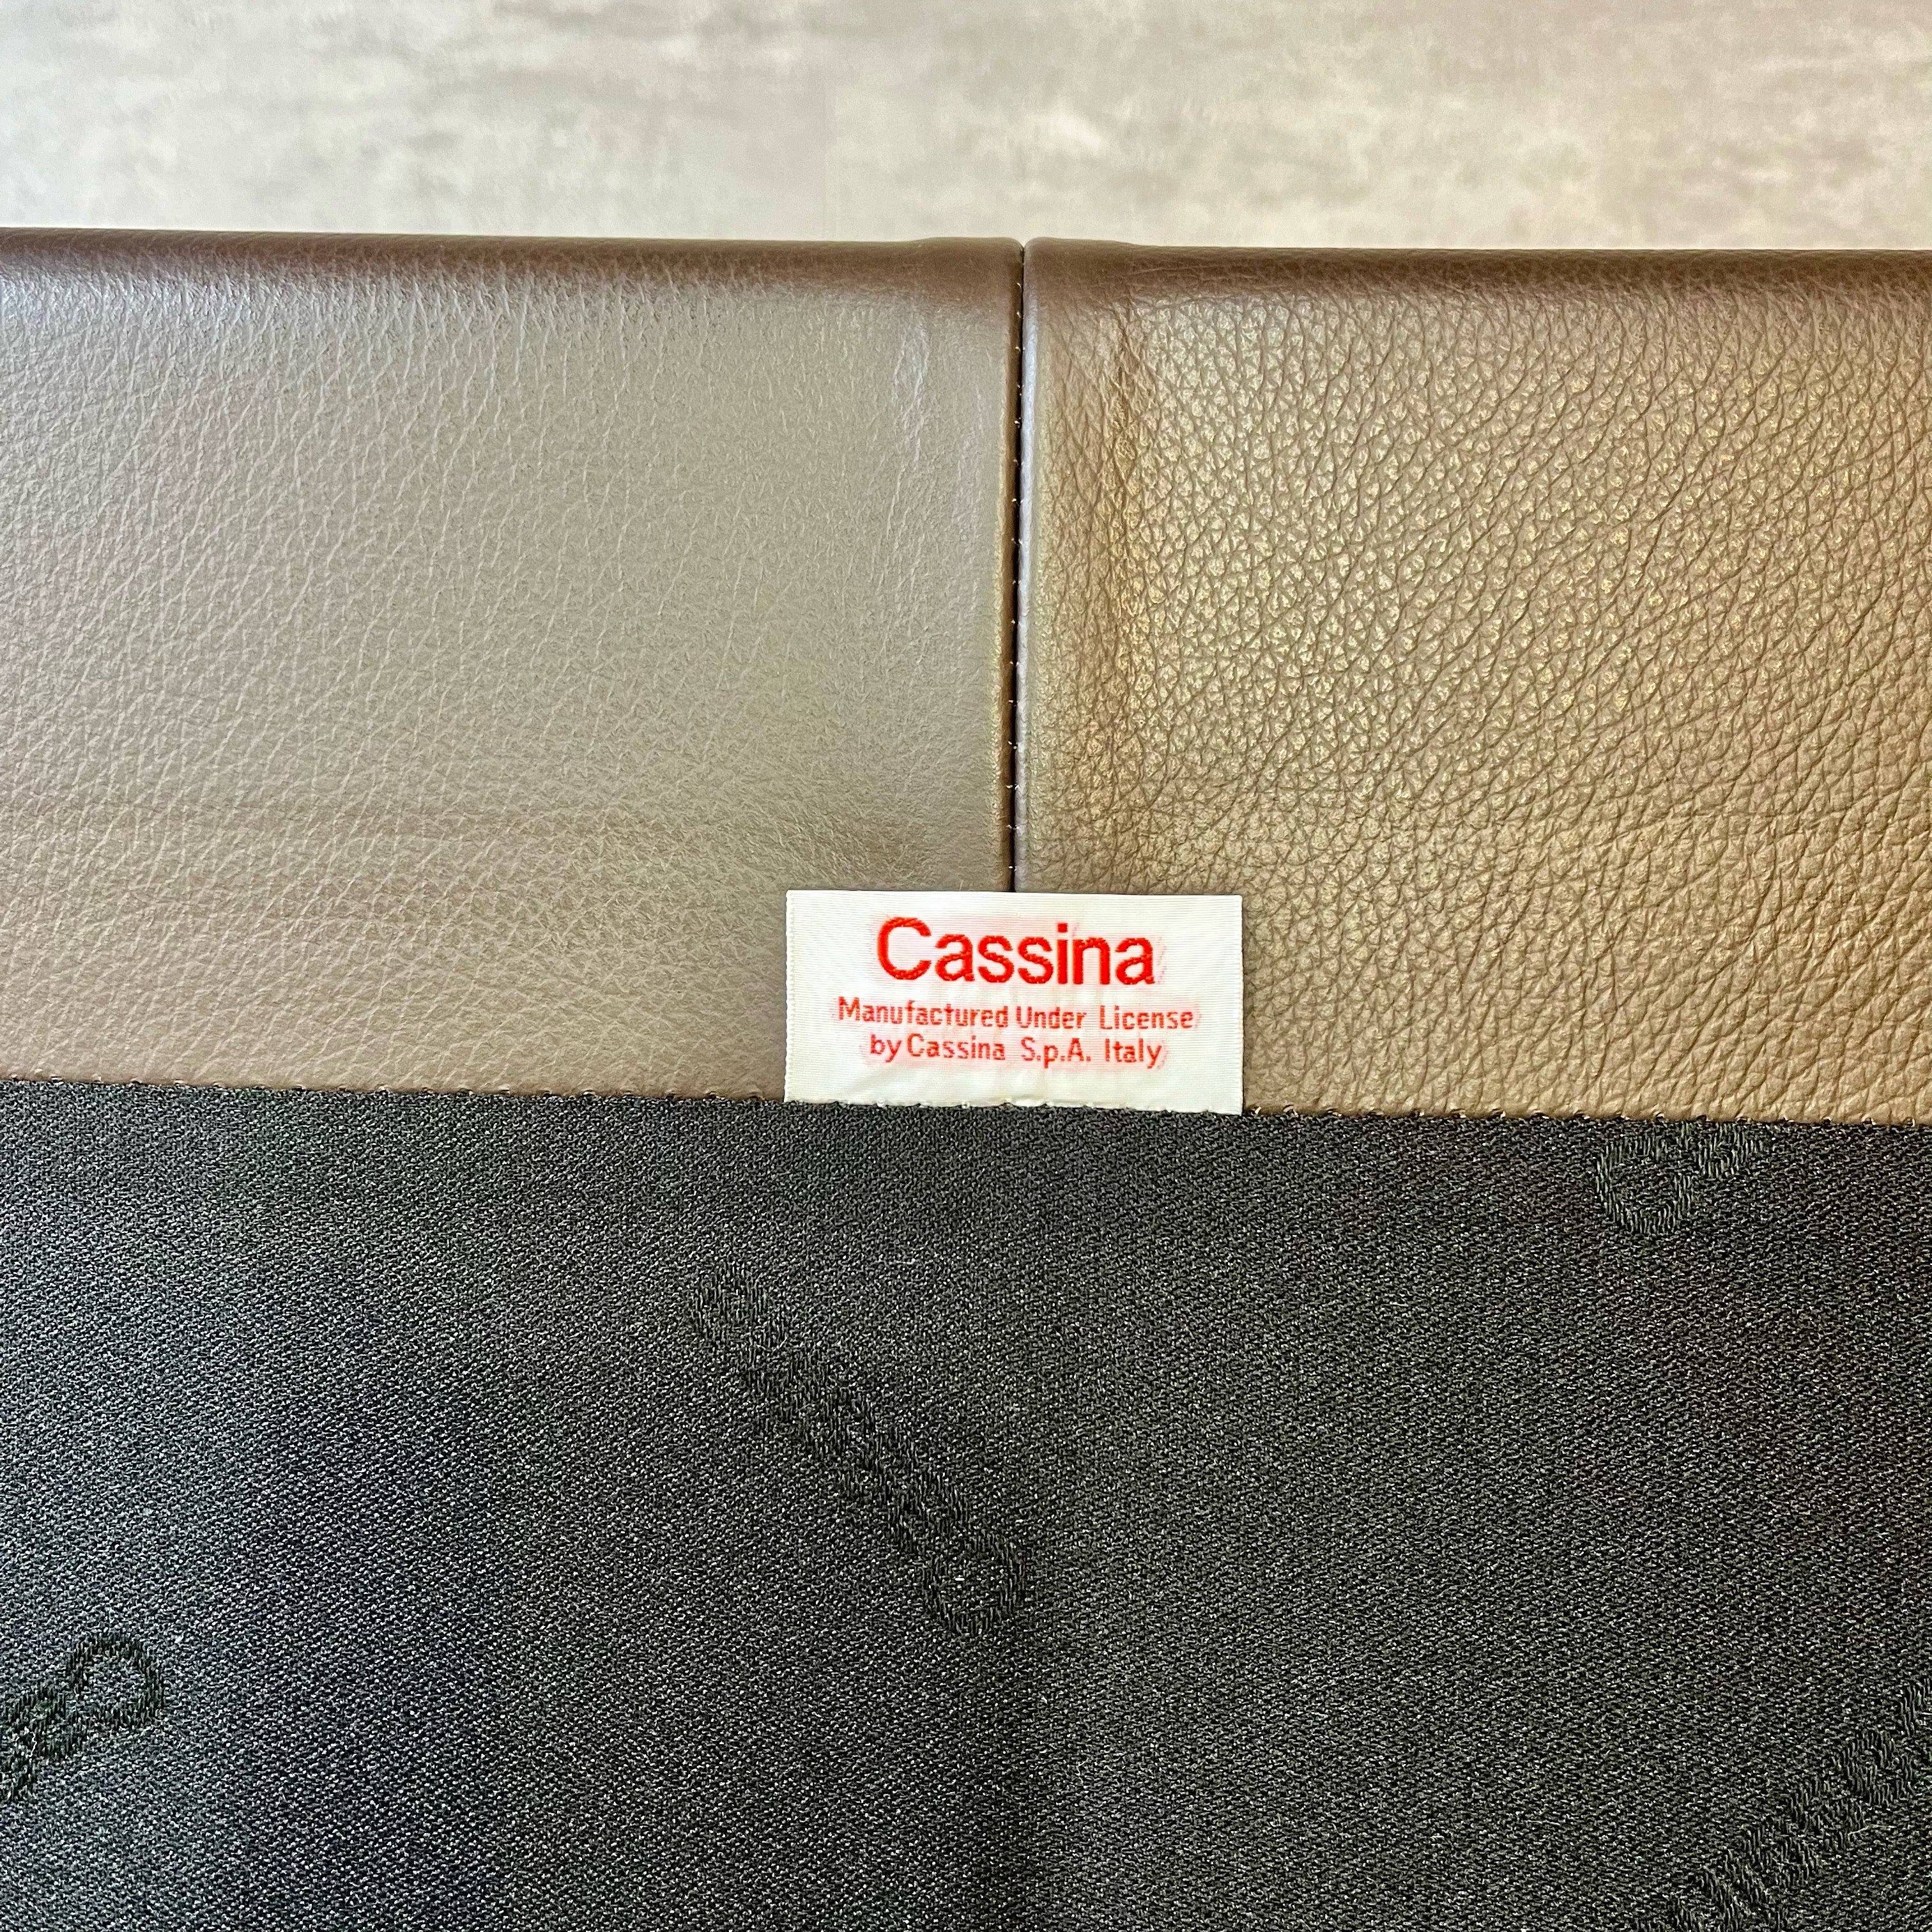 Cassina
Manufactured Under License
by Cassina S.p.A. Italy